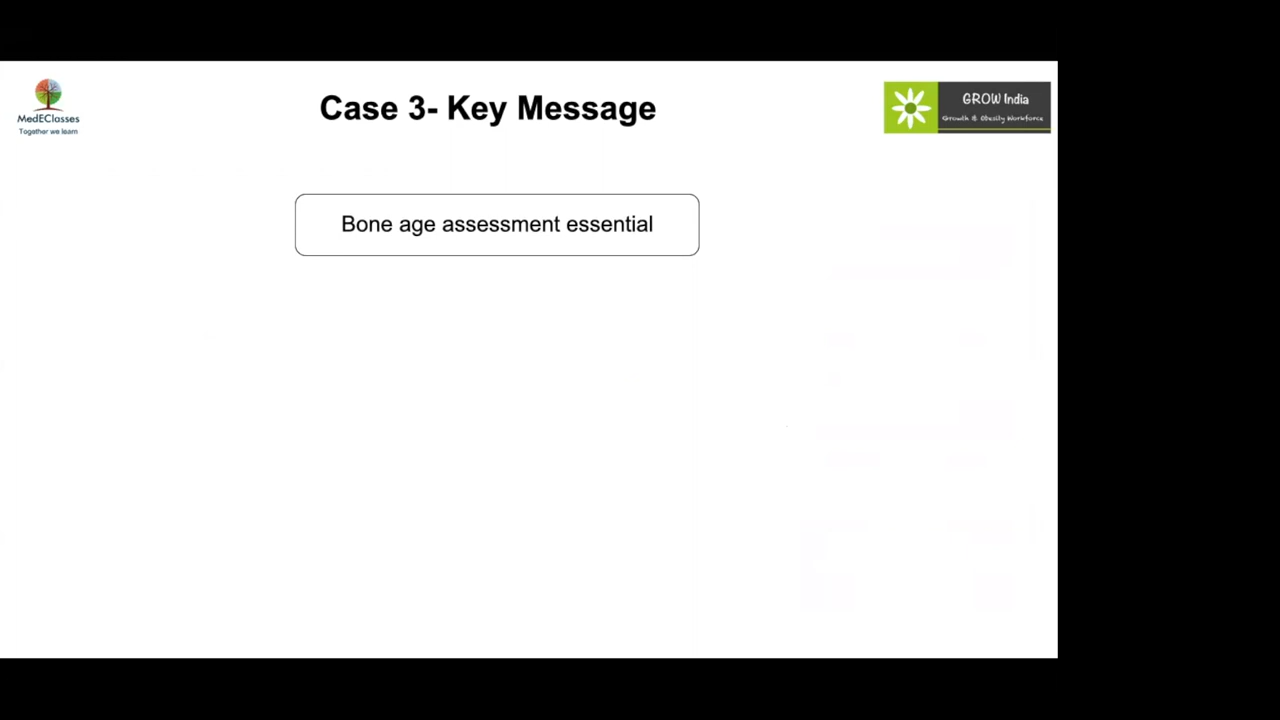 Case 3- Key Message
MedEClasses
Together we learn
GROW India
Growth & Obesity Workforce
Bone age assessment essential